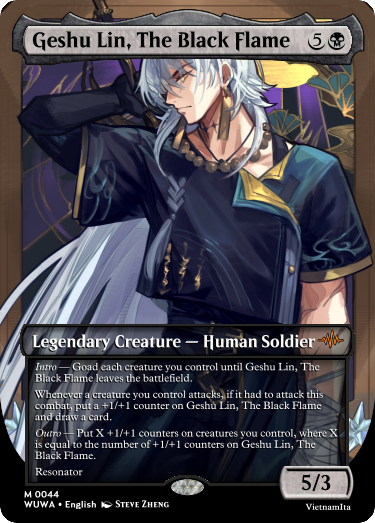 Geshu Lin, The Black Flame 5
Legendary Creature — Human Soldier
Intro — Goad each creature you control until Geshu Lin, The
Black Flame leaves the battlefield.
Whenever a creature you control attacks, if it had to attack this
combat, put a +1/+1 counter on Geshu Lin, The Black Flame
and draw a card.
Outro — Put X +1/+1 counters on creatures you control, where X
is equal to the number of +1/+1 counters on Geshu Lin, The
Black Flame.
Resonator
5/3
M 0044
WUWA • English Steve Zheng
VietnamIta